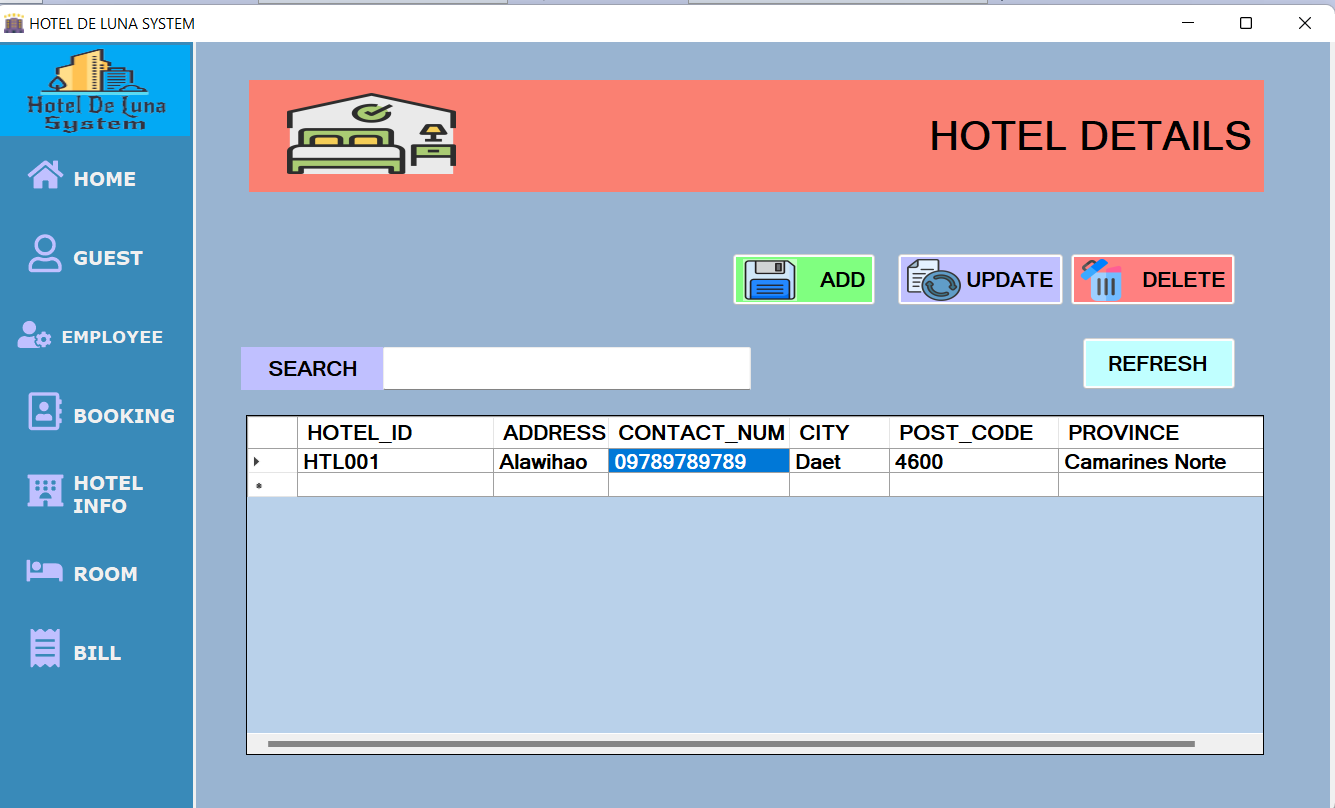 HOTEL DE LUNA SYSTEM
Hotel De Luna
System
HOME
GUEST
EMPLOYEE
BOOKING
HOTEL
INFO
ROOM
BILL
HOTEL DETAILS
ADD UPDATE DELETE
SEARCH
REFRESH
HOTEL_ID ADDRESS CONTACT_NUM CITY POST_CODE PROVINCE
HTL001 Alawihao 09789789789 Daet 4600 Camarines Norte